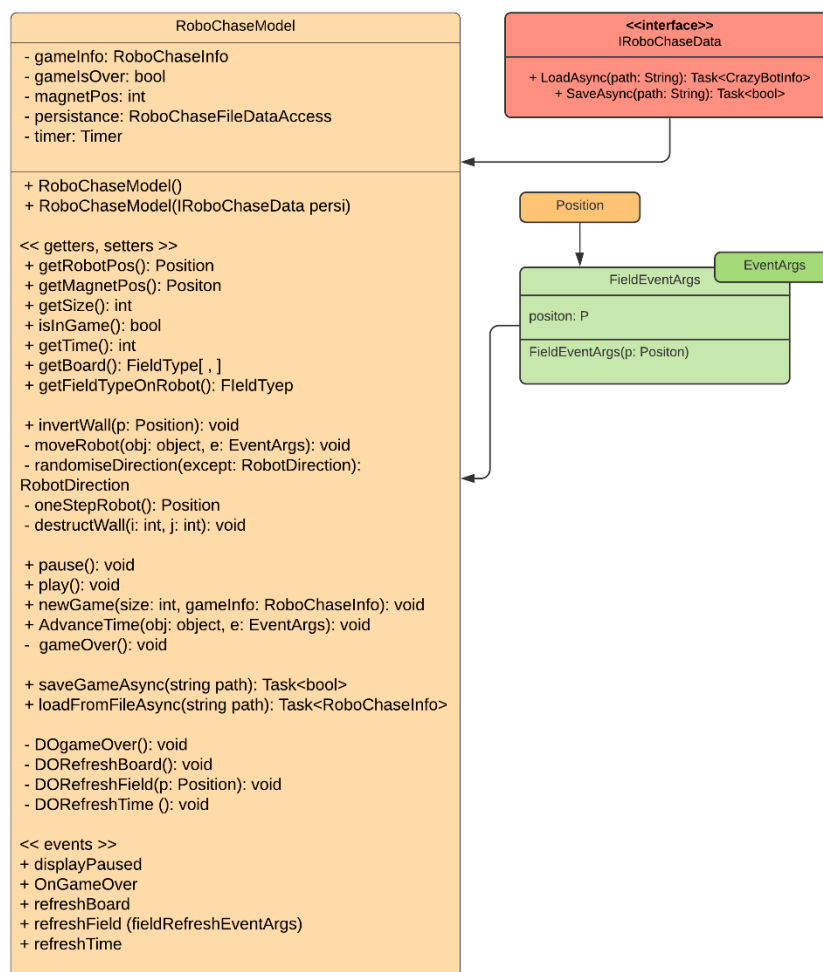 RoboChaseModel
- gameInfo: RoboChaseInfo
- gameIsOver: bool
- magnetPos: int
- persistance: RoboChaseFileDataAccess
- timer: Timer
+ RoboChaseModel()
+ RoboChaseModel(IRoboChaseData persi)
<< getters, setters >>
+ getRobotPos(): Position
+ getMagnetPos(): Positon
+ getSize(): int
+ isInGame(): bool
+ getTime(): int
+ getBoard(): FieldType[ , ]
+ getFieldTypeOnRobot(): FIeldTyep
+ invertWall(p: Position): void
- moveRobot(obj: object, e: EventArgs): void
- randomiseDirection(except: RobotDirection):
RobotDirection
- oneStepRobot(): Position
- destructWall(i: int, j: int): void
+ pause(): void
+ play(): void
+ newGame(size: int, gameInfo: RoboChaseInfo): void
+ AdvanceTime(obj: object, e: EventArgs): void
- gameOver(): void
+ saveGameAsync(string path): Task<bool>
+ loadFromFileAsync(string path): Task<RoboChaseInfo>
- DOgameOver(): void
- DORefreshBoard(): void
- DORefreshField(p: Position): void
- DORefreshTime (): void
<< events >>
+ displayPaused
+ OnGameOver
+ refreshBoard
+ refreshField (fieldRefreshEventArgs)
+ refreshTime
<<interface>>
IRoboChaseData
+ LoadAsync(path: String): Task<CrazyBotInfo>
+ SaveAsync(path: String): Task<bool>
Position
EventArgs
FieldEventArgs
positon: P
FieldEventArgs(p: Positon)